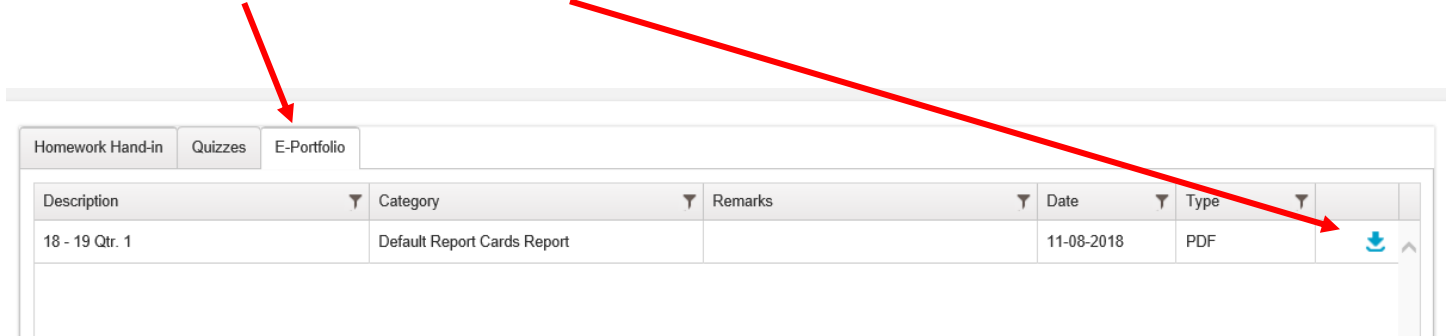 Homework Hand-in Quizzes E-Portfolio
Description Category Remarks Date Type
18 - 19 Qtr. 1 Default Report Cards Report 11-08-2018 PDF